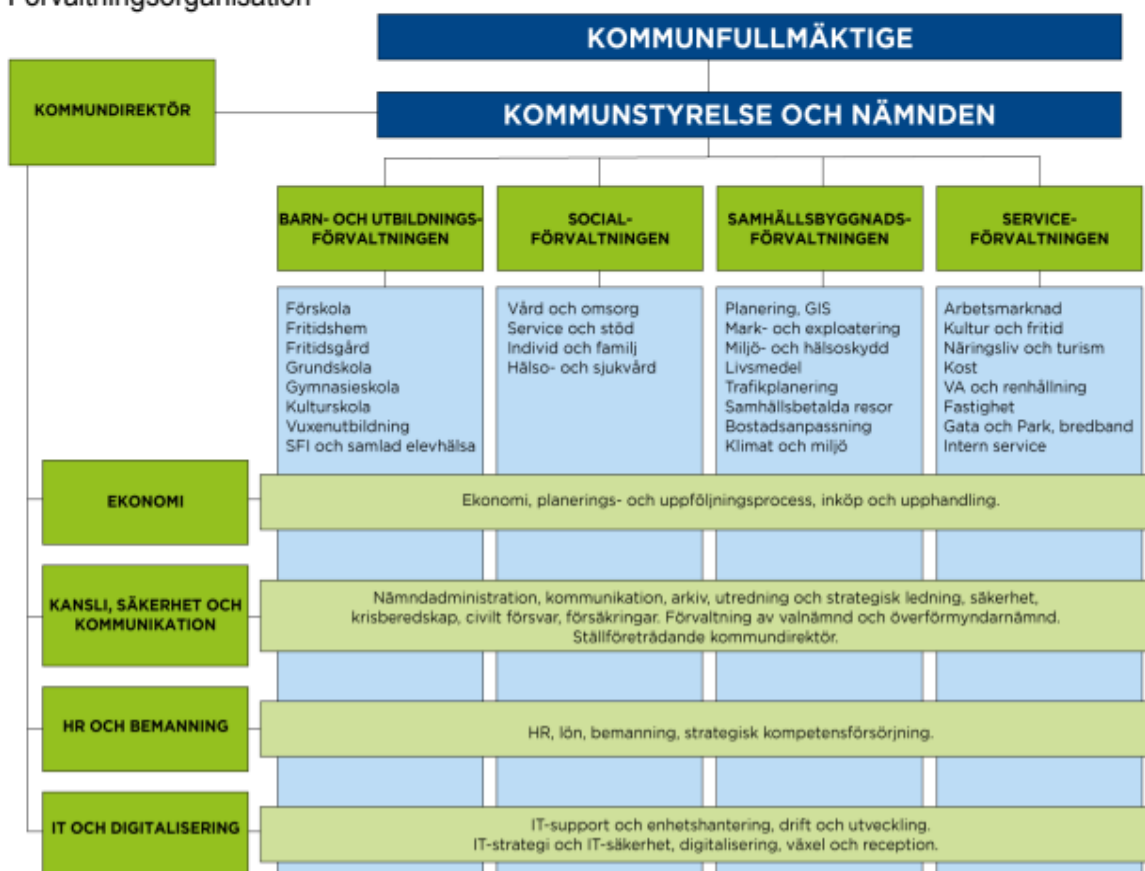 Förvaltningsorganisation
KOMMUNFULLMÄKTIGE
KOMMUNDIREKTÖR
KOMMUNSTYRELSE OCH NÄMNDEN
BARN- OCH UTBILDNINGS-
FÖRVALTNINGEN
SOCIAL-
FÖRVALTNINGEN
SAMHÄLLSBYGGNADS-
FÖRVALTNINGEN
SERVICE-
FÖRVALTNINGEN
Förskola
Fritidshem
Fritidsgård
Grundskola
Gymnasieskola
Kulturskola
Vuxenutbildning
SFI och samlad elevhälsa
Vård och omsorg
Service och stöd
Individ och familj
Hälso- och sjukvård
Planering, GIS
Mark- och exploatering
Miljö- och hälsoskydd
Livsmedel
Trafikplanering
Samhällsbetalda resor
Bostadsanpassning
Klimat och miljö
Arbetsmarknad
Kultur och fritid
Näringsliv och turism
Kost
VA och renhållning
Fastighet
Gata och Park, bredband
Intern service
EKONOMI
Ekonomi, planerings- och uppföljningsprocess, inköp och upphandling.
KANSLI, SÄKERHET OCH
KOMMUNIKATION
Nämndadministration, kommunikation, arkiv, utredning och strategisk ledning, säkerhet,
krisberedskap, civilt försvar, försäkringar. Förvaltning av valnämnd och överförmyndarnämnd.
Ställföreträdande kommundirektör.
HR OCH BEMANNING
HR, lön, bemanning, strategisk kompetensförsörjning.
IT OCH DIGITALISERING
IT-support och enhetshantering, drift och utveckling.
IT-strategi och IT-säkerhet, digitalisering, växel och reception.